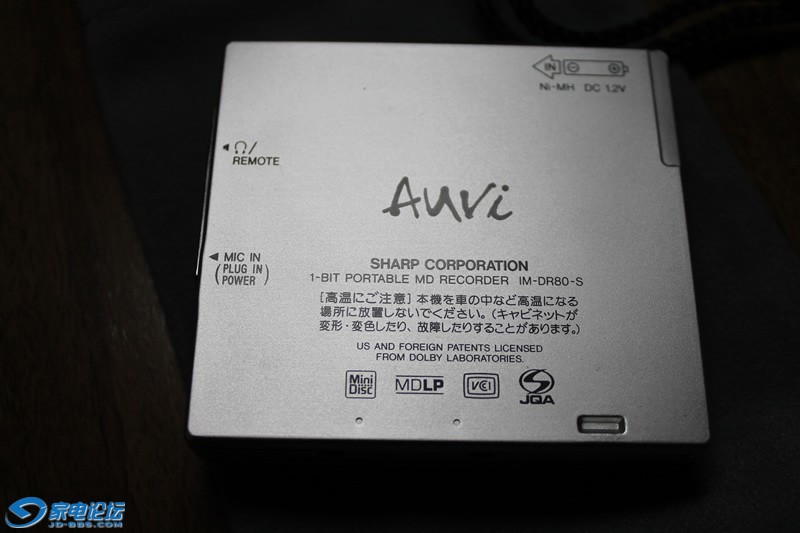 IN
Ni-MH DC 1.2V
REMOTE
Auvi
MIC IN
(PLUG IN
POWER)
SHARP CORPORATION
1-BIT PORTABLE MD RECORDER IM-DR80-S
[高温にご注意] 本機を車の中など高温になる
場所に放置しないでください。(キャビネットが
変形・変色したり、故障したりすることがあります。)
US AND FOREIGN PATENTS LICENSED
FROM DOLBY LABORATORIES.
Mini
Disc
MDLP
VCCI
JQA
家电论坛
JD-BBS.COM